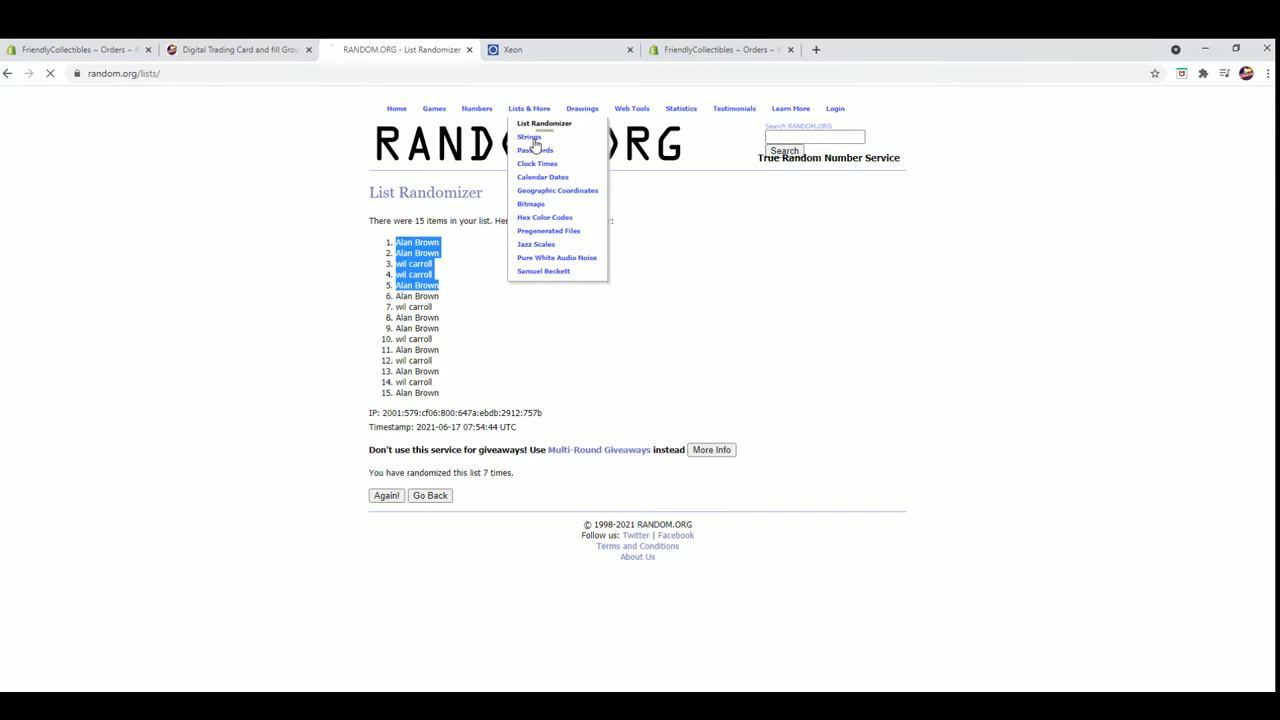 FriendlyCollectibles ~ Orders ~
Digital Trading Card and fill Grou
RANDOM.ORG - List Randomizer
Xeon
FriendlyCollectibles ~ Orders ~ S
random.org/lists/
Home Games Numbers Lists & More Drawings Web Tools Statistics Testimonials Learn More Login
List Randomizer
Strings
Clock Times
Calendar Dates
Geographic Coordinates
Bitmaps
Hex Color Codes
Pregenerated Files
Jazz Scales
Pure White Audio Noise
Samuel Beckett
Search RANDOM.ORG
Search
True Random Number Service
List Randomizer
There were 15 items in your list.
1. Alan Brown
2. Alan Brown
3. wil carroll
4. wil carroll
5. Alan Brown
6. Alan Brown
7. wil carroll
8. Alan Brown
9. Alan Brown
10. wil carroll
11. Alan Brown
12. wil carroll
13. Alan Brown
14. wil carroll
15. Alan Brown
IP: 2001:579:cf06:800:647a:ebdb:2912:757b
Timestamp: 2021-06-17 07:54:44 UTC
Don't use this service for giveaways! Use Multi-Round Giveaways instead More Info
You have randomized this list 7 times.
Again! Go Back
© 1998-2021 RANDOM.ORG
Follow us: Twitter | Facebook
Terms and Conditions
About Us